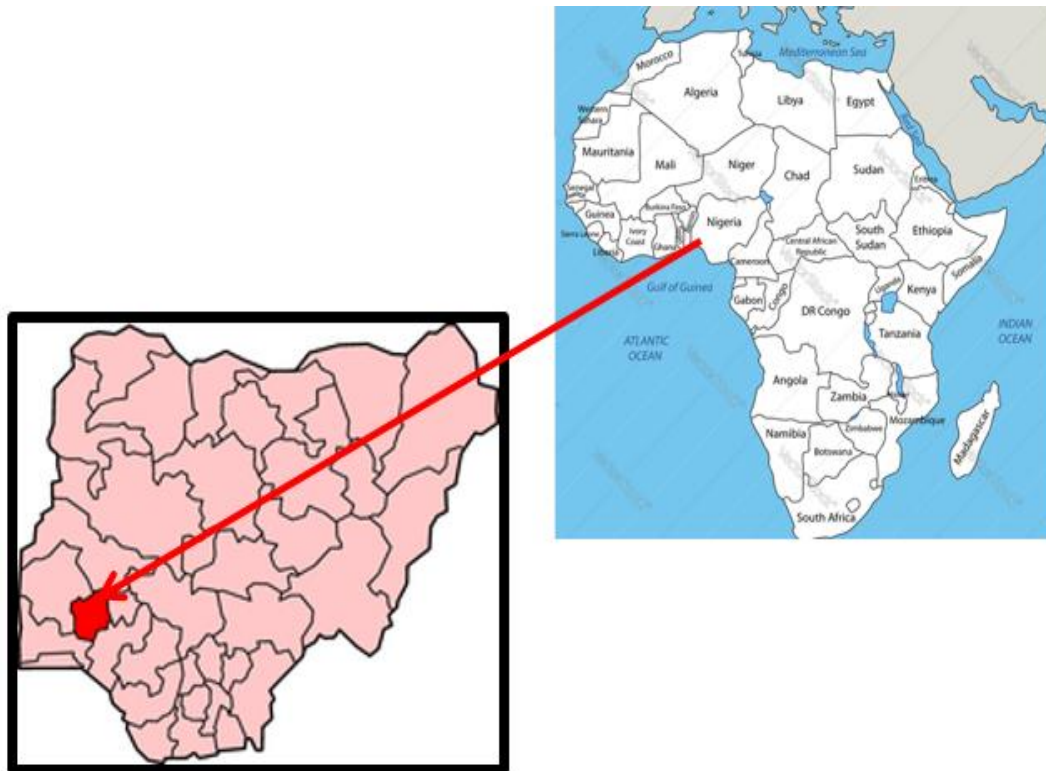 Mediterranean Sea
Morocco
Tunisia
Algeria
Libya
Egypt
Western
Sahara
Red Sea
Mauritania
Mali
Niger
Chad
Sudan
Eritrea
Senegal
Burkina Faso
Nigeria
Guinea
Sierra Leone
Ivory
Coast
Ghana
Liberia
Central African
Republic
South
Sudan
Ethiopia
Somalia
Cameroon
Gulf of Guinea
Gabon
Congo
DR Congo
Uganda
Kenya
Tanzania
ATLANTIC
OCEAN
INDIAN
OCEAN
Angola
Zambia
Mozambique
Zimbabwe
Namibia
Botswana
Madagascar
South Africa
VectorStock